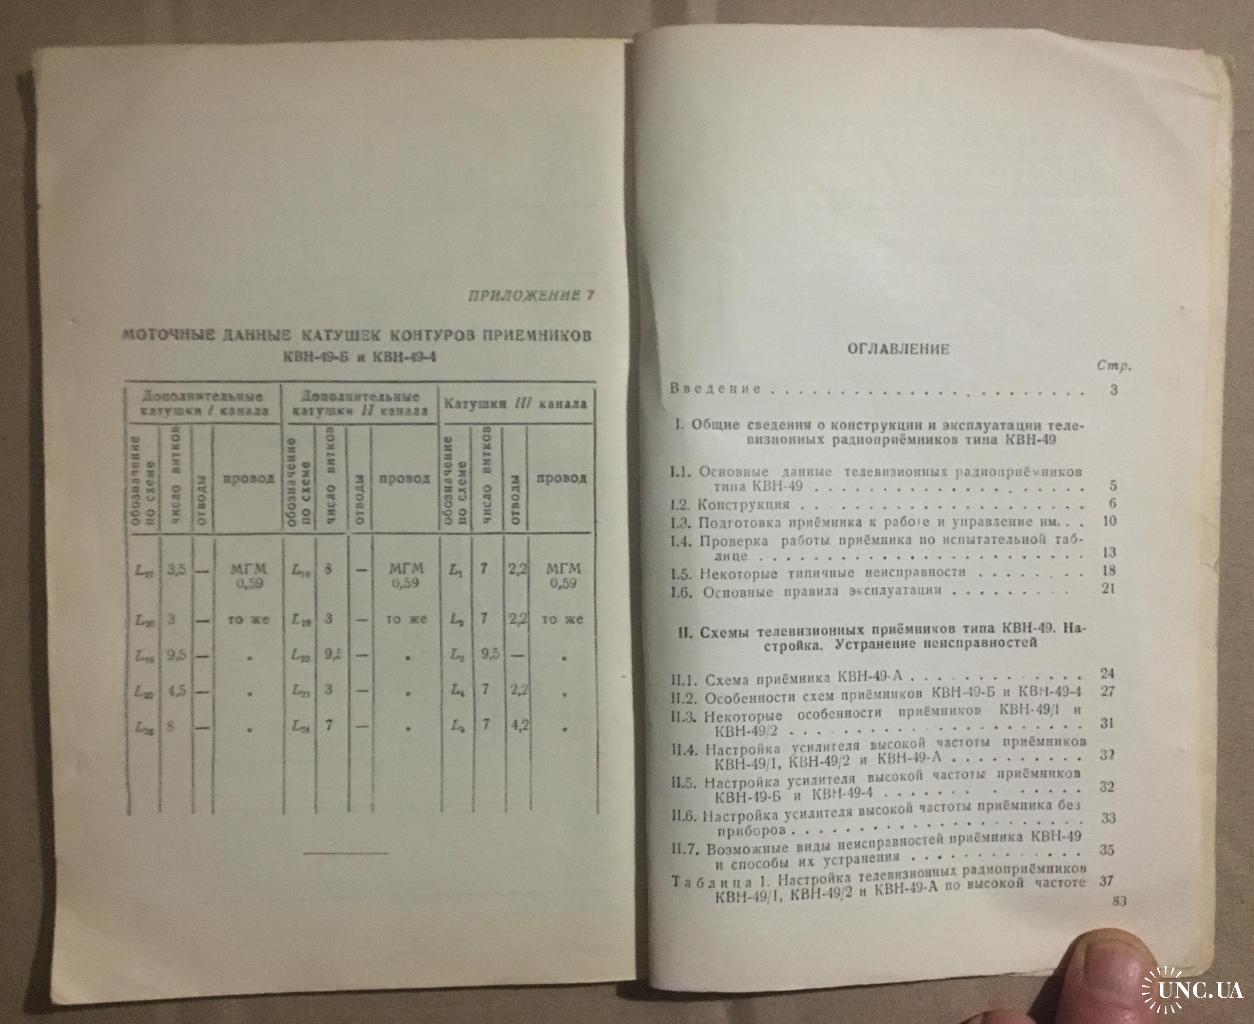 ПРИЛОЖЕНИЕ 7
МОТОЧНЫЕ ДАННЫЕ КАТУШЕК КОНТУРОВ ПРИЕМНИКОВ
КВН-49-Б и КВН-49-4
Дополнительные катушки I канала | Дополнительные катушки II канала | Катушки III канала
обозначение по схеме | число витков | отводы | провод | обозначение по схеме | число витков | отводы | провод | обозначение по схеме | число витков | отводы | провод
3,5 | — | МГМ 0,59 | L₁₈ | 8 | — | МГМ 0,59 | L₁ | 7 | 2,2 | МГМ 0,59
3 | — | то же | L₁₉ | 3 | — | то же | L₂ | 7 | 2,2 | то же
9,5 | — | „ | 9,5 | — | „ | L₃ | 9,5 | — | „
4,5 | — | „ | L₂₁ | 3 | — | „ | L₄ | 7 | 2,2 | „
8 | — | „ | L₂₄ | 7 | — | „ | L₅ | 7 | 4,2 | „
ОГЛАВЛЕНИЕ
Стр.
Введение . . . . . . . . . . . . . . . . . . . . . . 3
I. Общие сведения о конструкции и эксплуатации теле-
визионных радиоприёмников типа КВН-49
I.1. Основные данные телевизионных радиоприёмников
типа КВН-49 . . . . . . . . . . . . . . . . . . . 5
I.2. Конструкция . . . . . . . . . . . . . . . . . . . 6
I.3. Подготовка приёмника к работе и управление им. . . 10
I.4. Проверка работы приёмника по испытательной таб-
лице . . . . . . . . . . . . . . . . . . . . . . . 13
I.5. Некоторые типичные неисправности . . . . . . . . 18
I.6. Основные правила эксплуатации . . . . . . . . . 21
II. Схемы телевизионных приёмников типа КВН-49. На-
стройка. Устранение неисправностей
II.1. Схема приёмника КВН-49-А . . . . . . . . . . . . 24
II.2. Особенности схем приёмников КВН-49-Б и КВН-49-4 27
II.3. Некоторые особенности приёмников КВН-49/1 и
КВН-49/2 . . . . . . . . . . . . . . . . . . . . . 31
II.4. Настройка усилителя высокой частоты приёмников
КВН-49/1, КВН-49/2 и КВН-49-А . . . . . . . . . . 32
II.5. Настройка усилителя высокой частоты приёмников
КВН-49-Б и КВН-49-4 . . . . . . . . . . . . . . . 32
II.6. Настройка усилителя высокой частоты приёмника без
приборов . . . . . . . . . . . . . . . . . . . . . 33
II.7. Возможные виды неисправностей приёмника КВН-49
и способы их устранения . . . . . . . . . . . . . 35
Таблица 1. Настройка телевизионных радиоприёмников
КВН-49/1, КВН-49/2 и КВН-49-А по высокой частоте 37
83
UNC.UA